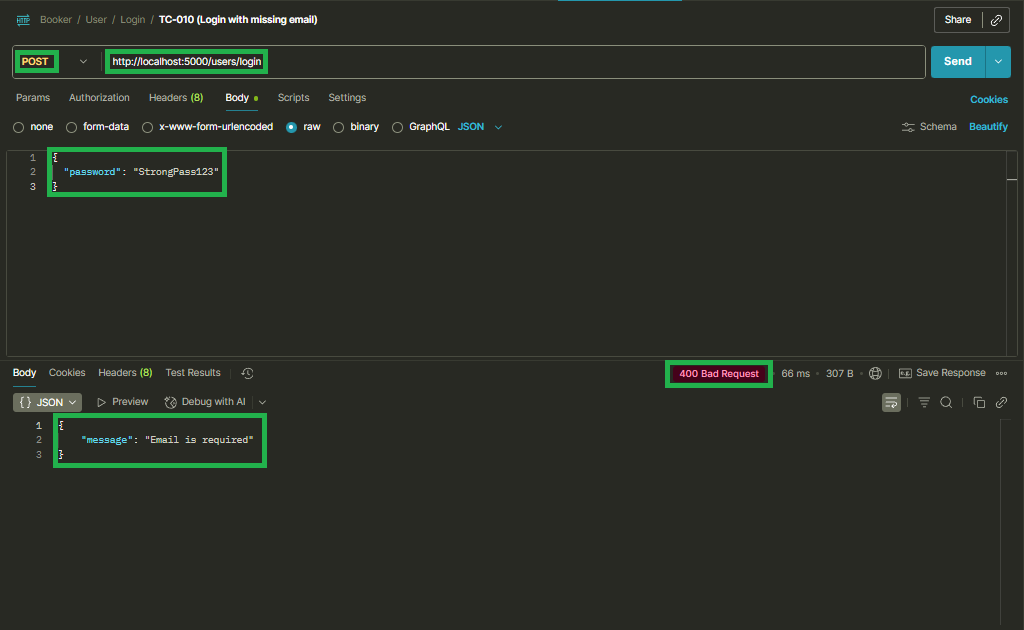 HTTP Booker / User / Login / TC-010 (Login with missing email) Share
POST http://localhost:5000/users/login Send
Params Authorization Headers (8) Body Scripts Settings Cookies
none form-data x-www-form-urlencoded raw binary GraphQL JSON Schema Beautify
1 {
2 "password": "StrongPass123"
3 }
Body Cookies Headers (8) Test Results 400 Bad Request • 66 ms • 307 B Save Response
{} JSON Preview Debug with AI
1 {
2 "message": "Email is required"
3 }